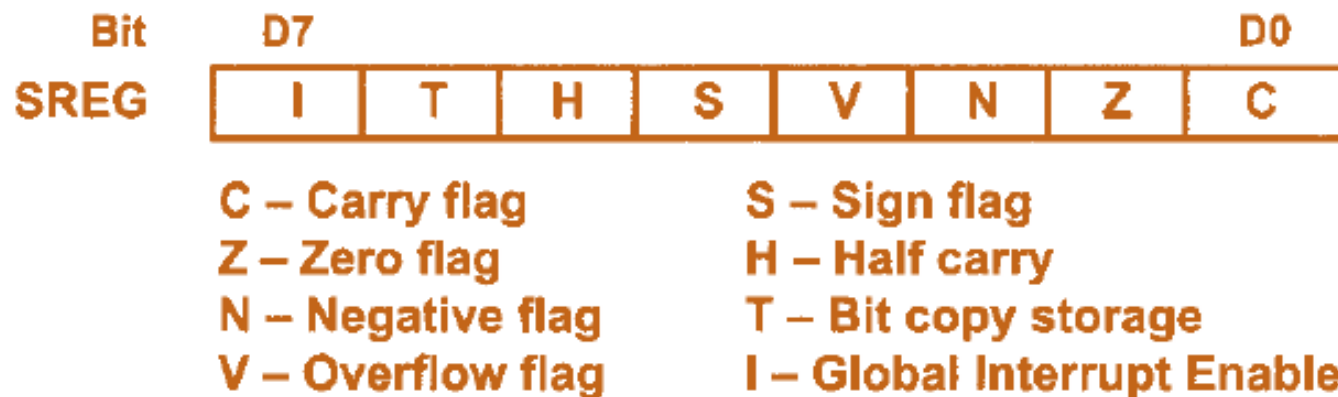 Bit D7 D0
SREG I T H S V N Z C
C – Carry flag S – Sign flag
Z – Zero flag H – Half carry
N – Negative flag T – Bit copy storage
V – Overflow flag I – Global Interrupt Enable